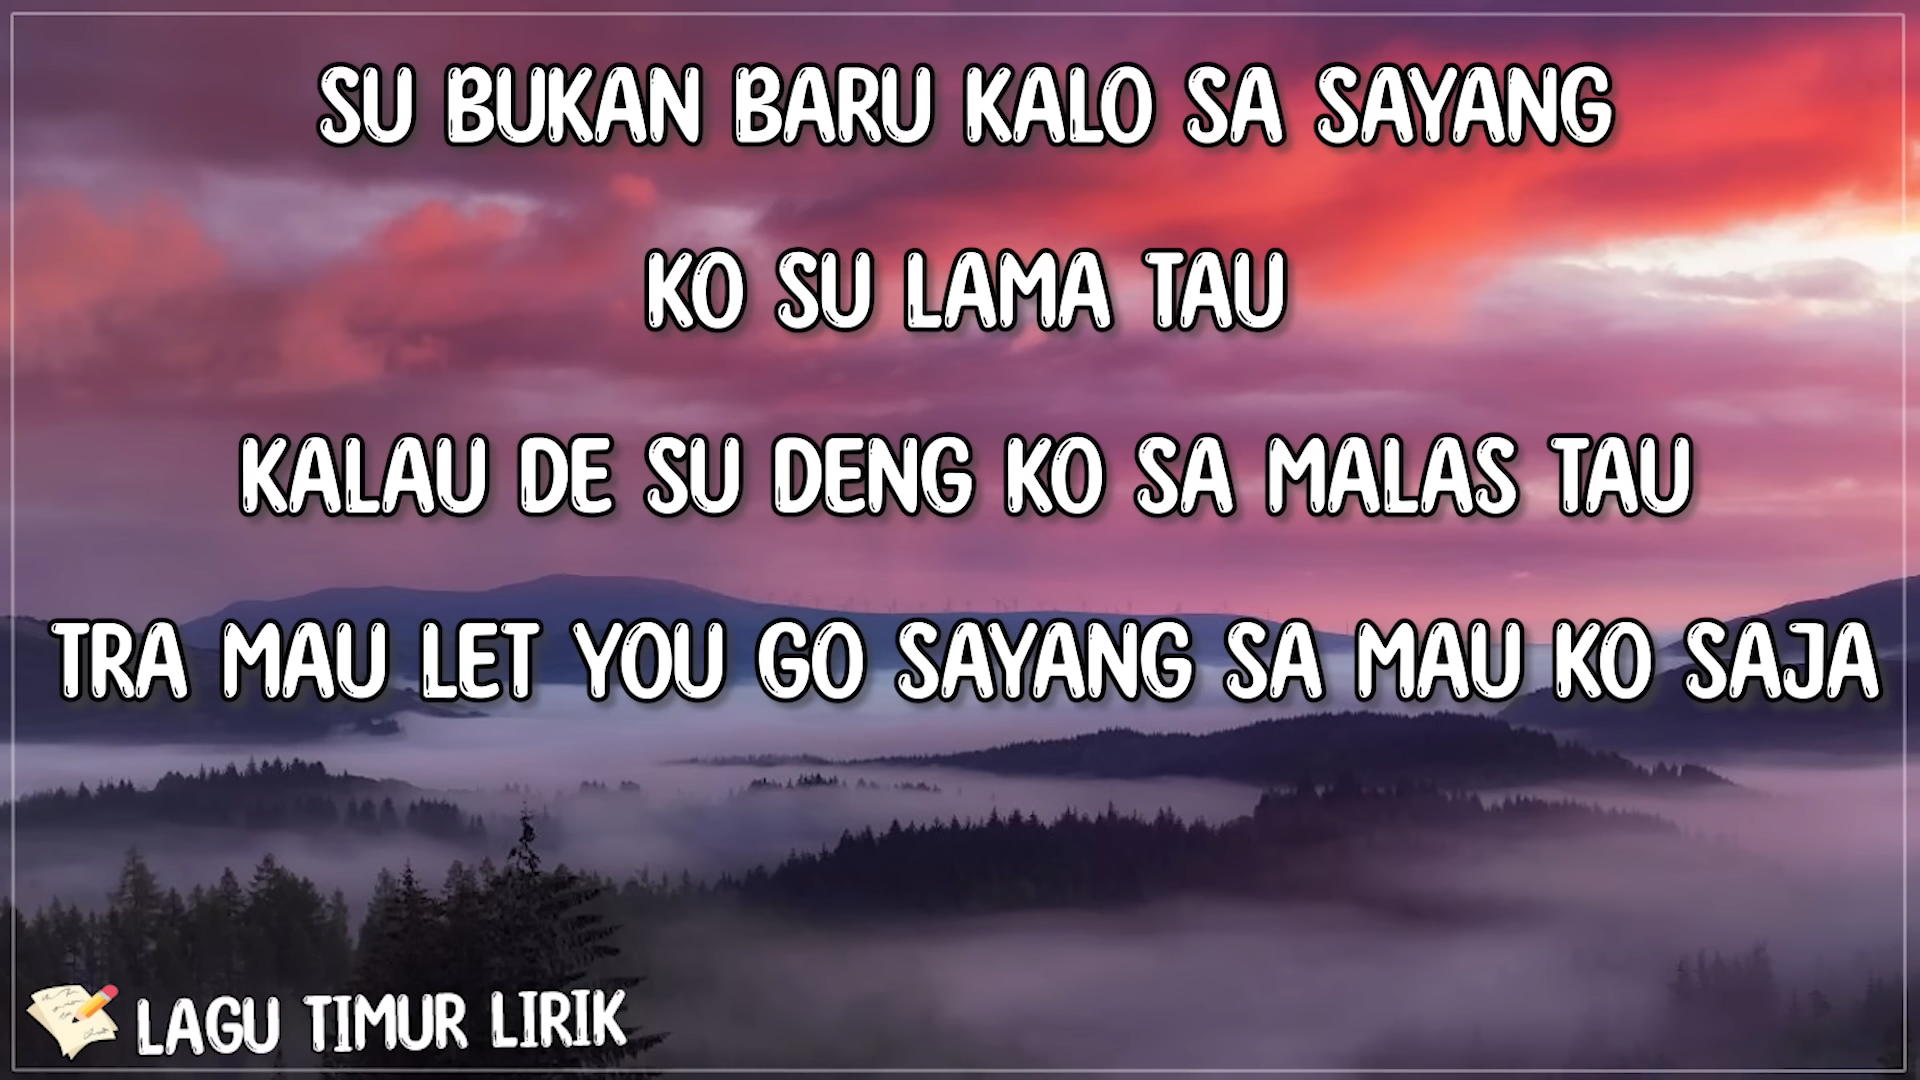 SU BUKAN BARU KALO SA SAYANG
KO SU LAMA TAU
KALAU DE SU DENG KO SA MALAS TAU
TRA MAU LET YOU GO SAYANG SA MAU KO SAJA
LAGU TIMUR LIRIK